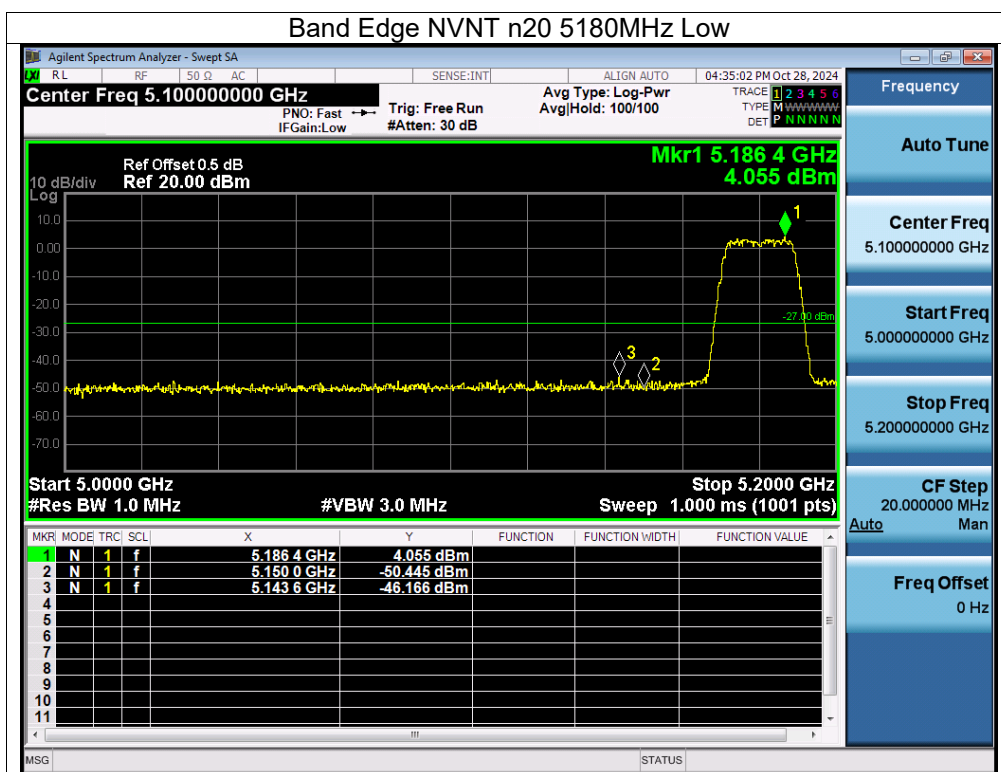 Band Edge NVNT n20 5180MHz Low
Agilent Spectrum Analyzer - Swept SA
LXI RL RF 50 Ω AC SENSE:INT ALIGN AUTO 04:35:02 PM Oct 28, 2024
Center Freq 5.100000000 GHz
PNO: Fast
IFGain:Low
Trig: Free Run
#Atten: 30 dB
Avg Type: Log-Pwr
Avg|Hold: 100/100
TRACE 1 2 3 4 5 6
TYPE M WWWWW
DET P N N N N N
Ref Offset 0.5 dB
10 dB/div Ref 20.00 dBm
Log
Mkr1 5.186 4 GHz
4.055 dBm
10.0
0.00
-10.0
-20.0
-30.0
-40.0
-50.0
-60.0
-70.0
1
-27.00 dBm
3
2
Start 5.0000 GHz Stop 5.2000 GHz
#Res BW 1.0 MHz #VBW 3.0 MHz Sweep 1.000 ms (1001 pts)
MKR MODE TRC SCL X Y FUNCTION FUNCTION WIDTH FUNCTION VALUE
1 N 1 f 5.186 4 GHz 4.055 dBm
2 N 1 f 5.150 0 GHz -50.445 dBm
3 N 1 f 5.143 6 GHz -46.166 dBm
4
5
6
7
8
9
10
11
MSG STATUS
Frequency
Auto Tune
Center Freq
5.100000000 GHz
Start Freq
5.000000000 GHz
Stop Freq
5.200000000 GHz
CF Step
20.000000 MHz
Auto Man
Freq Offset
0 Hz